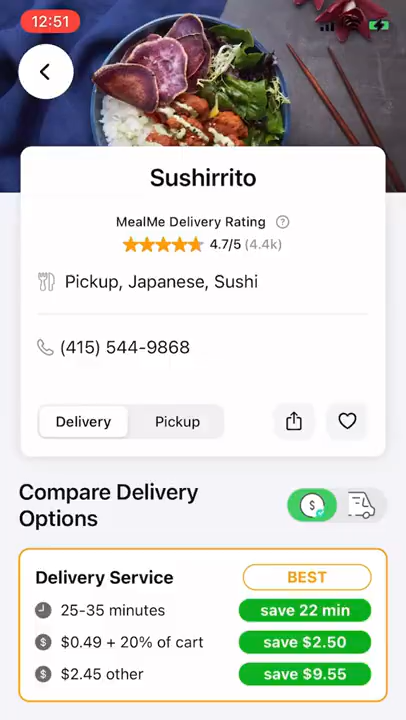 12:51
Sushirrito
MealMe Delivery Rating ?
4.7/5 (4.4k)
Pickup, Japanese, Sushi
(415) 544-9868
Delivery
Pickup
Compare Delivery
Options
$
Delivery Service
BEST
25-35 minutes
save 22 min
$ $0.49 + 20% of cart
save $2.50
$ $2.45 other
save $9.55